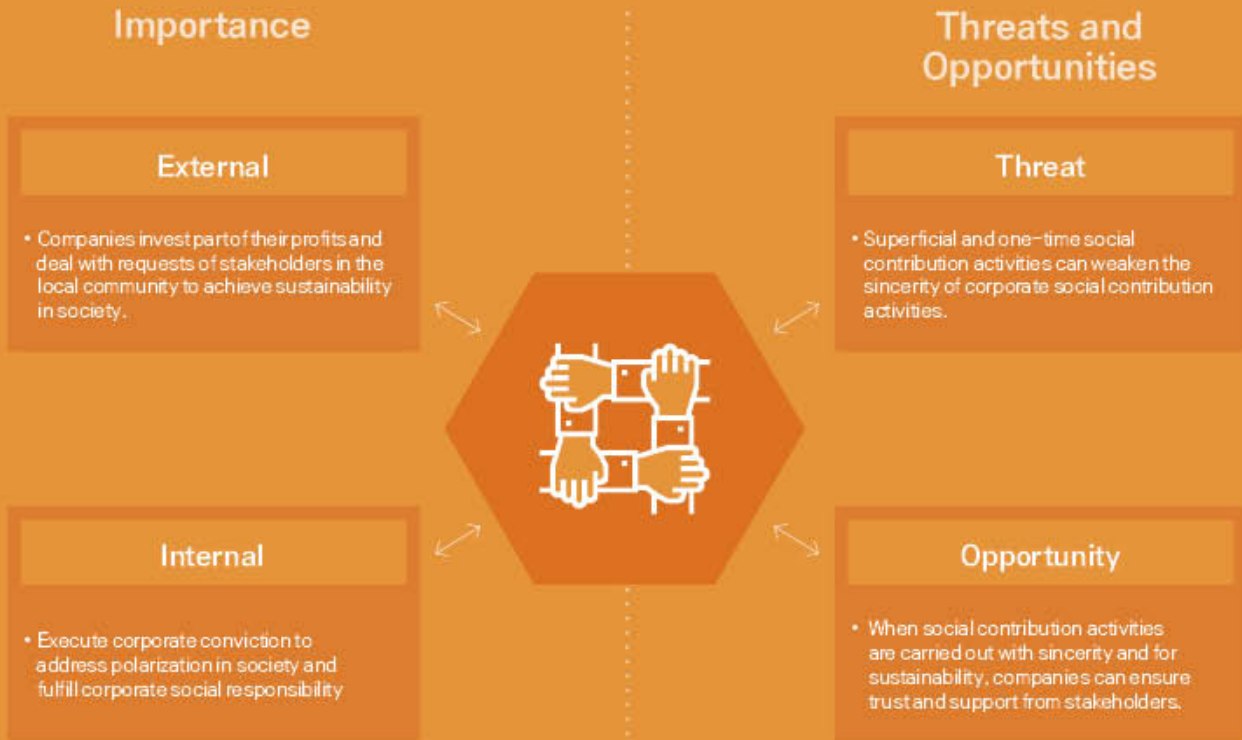 Importance
External
• Companies invest part of their profits and
deal with requests of stakeholders in the
local community to achieve sustainability
in society.
Internal
• Execute corporate conviction to
address polarization in society and
fulfill corporate social responsibility
Threats and
Opportunities
Threat
• Superficial and one-time social
contribution activities can weaken the
sincerity of corporate social contribution
activities.
Opportunity
• When social contribution activities
are carried out with sincerity and for
sustainability, companies can ensure
trust and support from stakeholders.